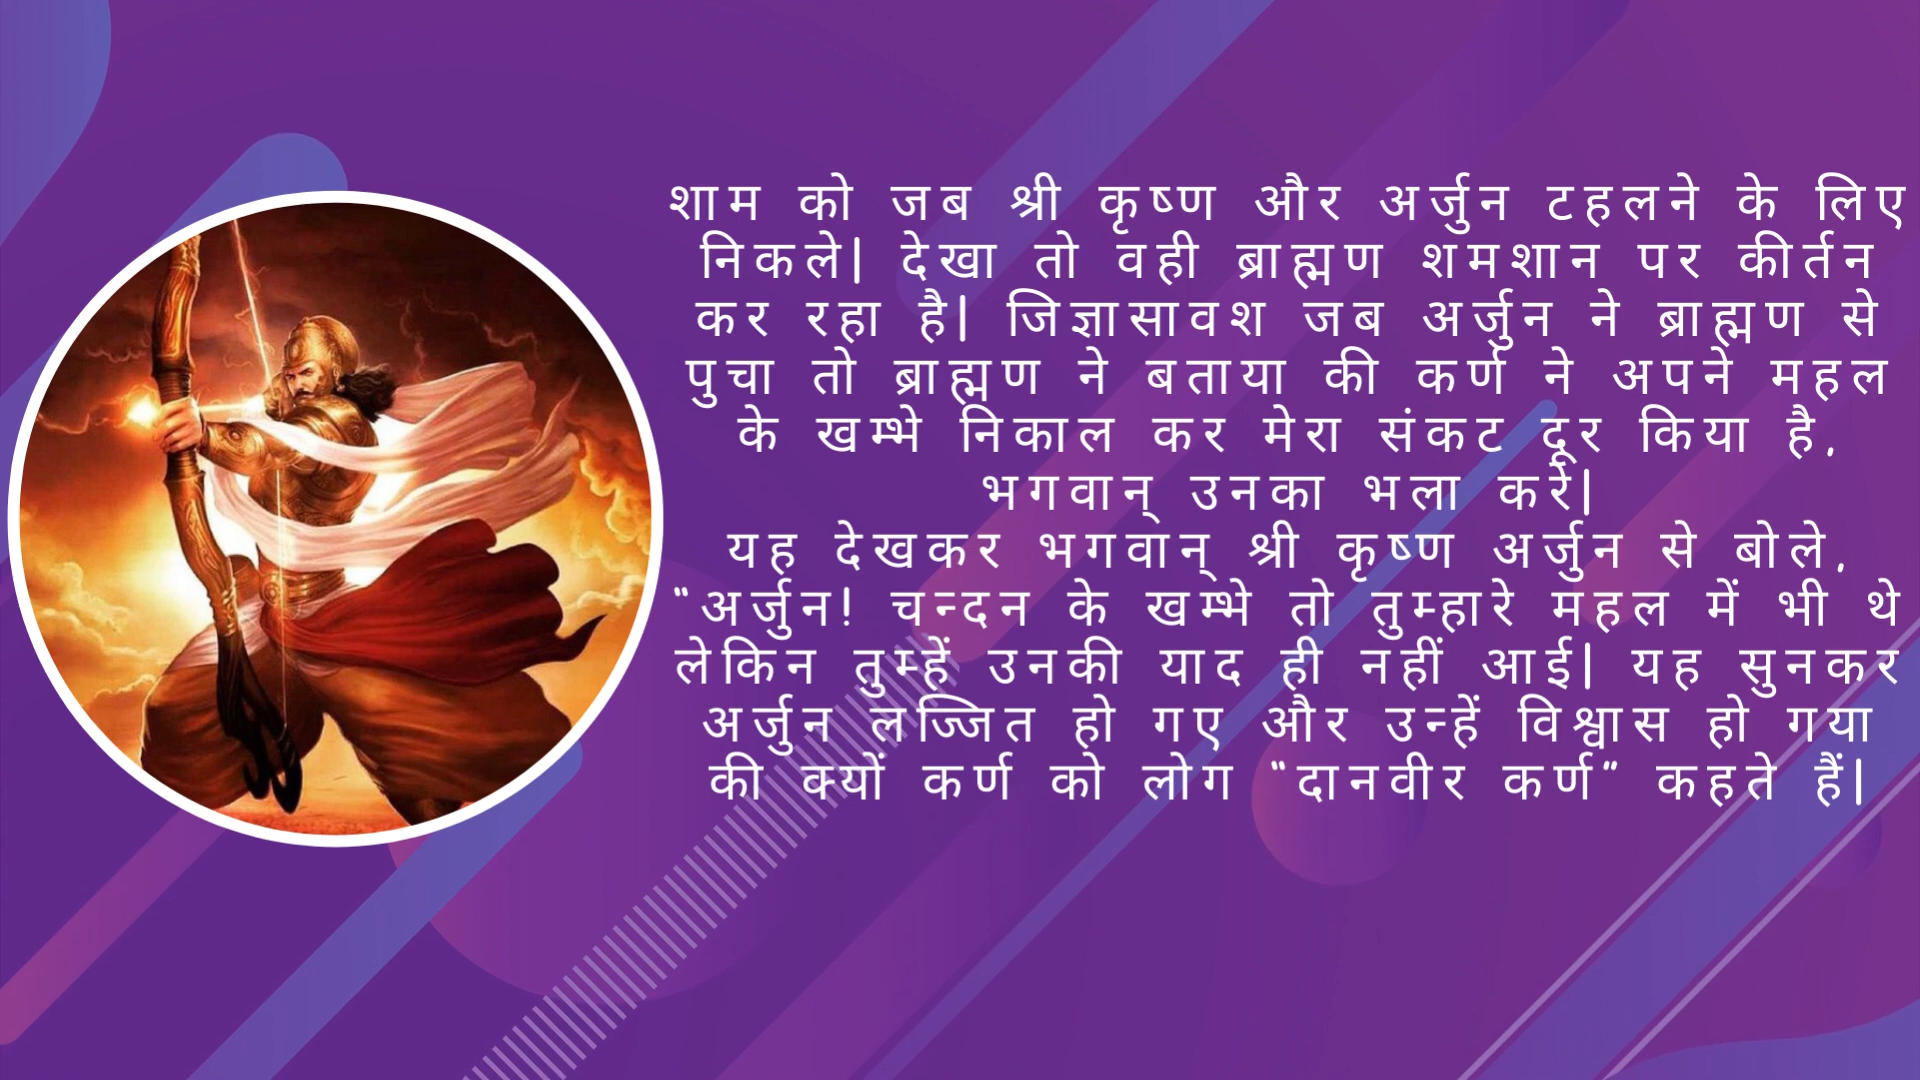 शाम को जब श्री कृष्ण और अर्जुन टहलने के लिए
निकले| देखा तो वही ब्राह्मण शमशान पर कीर्तन
कर रहा है| जिज्ञासावश जब अर्जुन ने ब्राह्मण से
पुचा तो ब्राह्मण ने बताया की कर्ण ने अपने महल
के खम्भे निकाल कर मेरा संकट दूर किया है,
भगवान् उनका भला करे|
यह देखकर भगवान् श्री कृष्ण अर्जुन से बोले,
“अर्जुन! चन्दन के खम्भे तो तुम्हारे महल में भी थे
लेकिन तुम्हें उनकी याद ही नहीं आई| यह सुनकर
अर्जुन लज्जित हो गए और उन्हें विश्वास हो गया
की क्यों कर्ण को लोग “दानवीर कर्ण” कहते हैं|